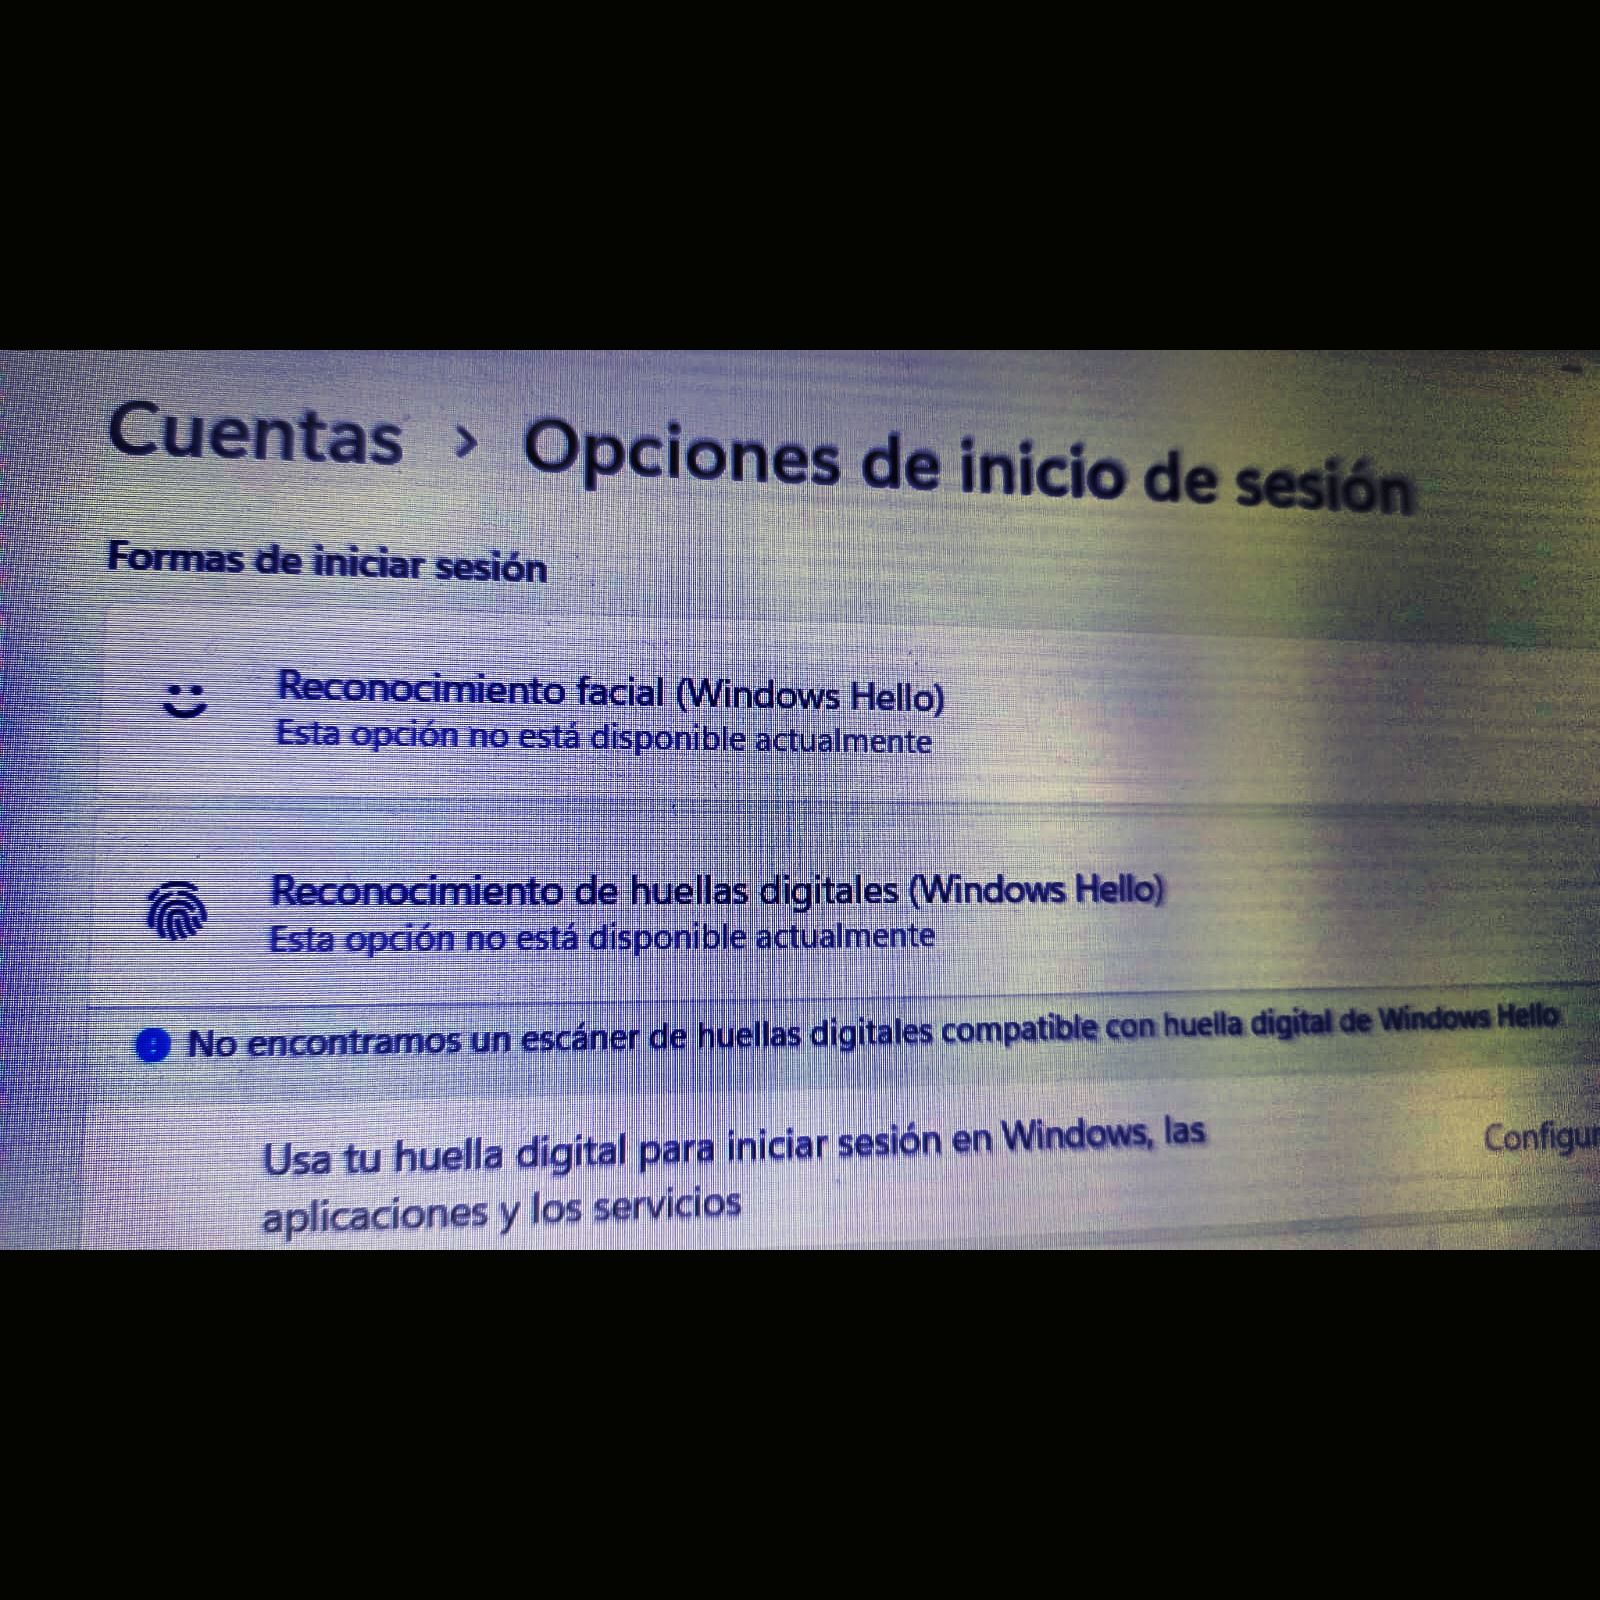 Cuentas > Opciones de inicio de sesión
Formas de iniciar sesión
Reconocimiento facial (Windows Hello)
Esta opción no está disponible actualmente
Reconocimiento de huellas digitales (Windows Hello)
Esta opción no está disponible actualmente
No encontramos un escáner de huellas digitales compatible con huella digital de Windows Hello
Usa tu huella digital para iniciar sesión en Windows, las
aplicaciones y los servicios
Configur